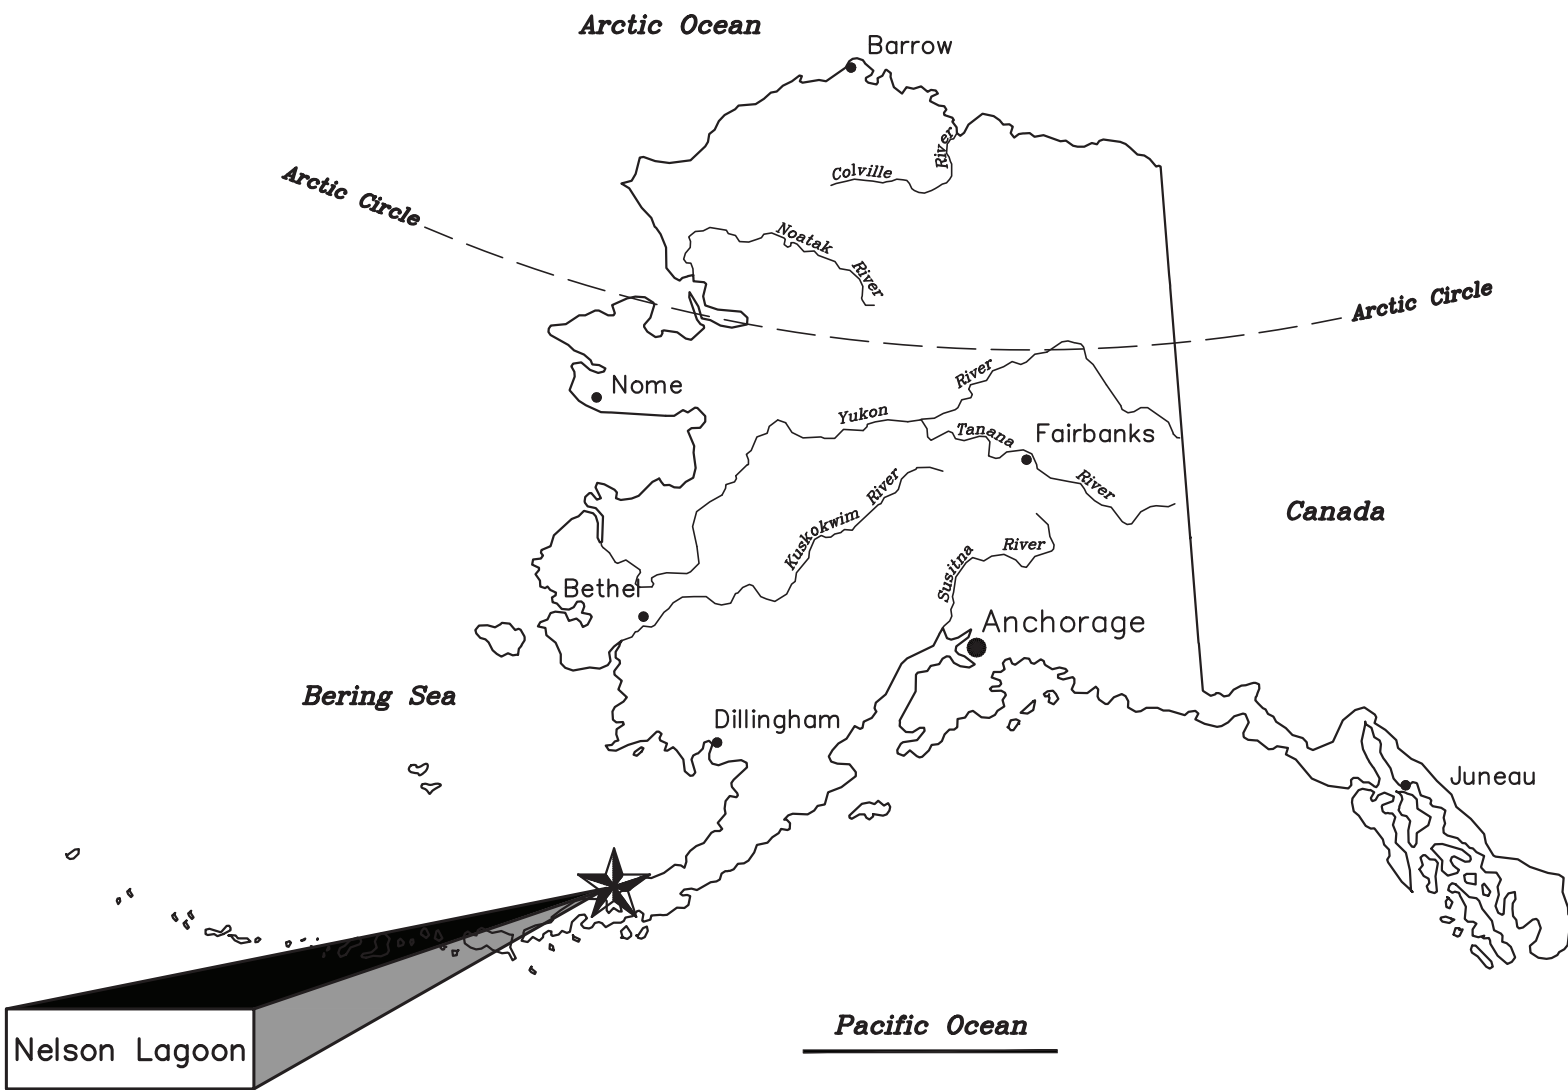 Arctic Ocean
Barrow
Colville River
Arctic Circle
Noatak River
Arctic Circle
Nome
Yukon River
Tanana River
Fairbanks
Kuskokwim River
Canada
Susitna River
Bethel
Anchorage
Bering Sea
Dillingham
Juneau
Pacific Ocean
Nelson Lagoon